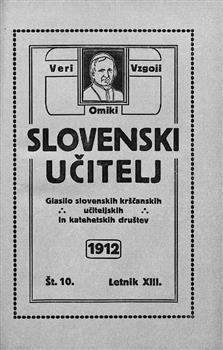 Veri Vzgoji
Omiki
SLOVENSKI
UČITELJ
Glasilo slovenskih krščanskih
∴ učiteljskih ∴
in katehetskih društev
1912
Št. 10. Letnik XIII.